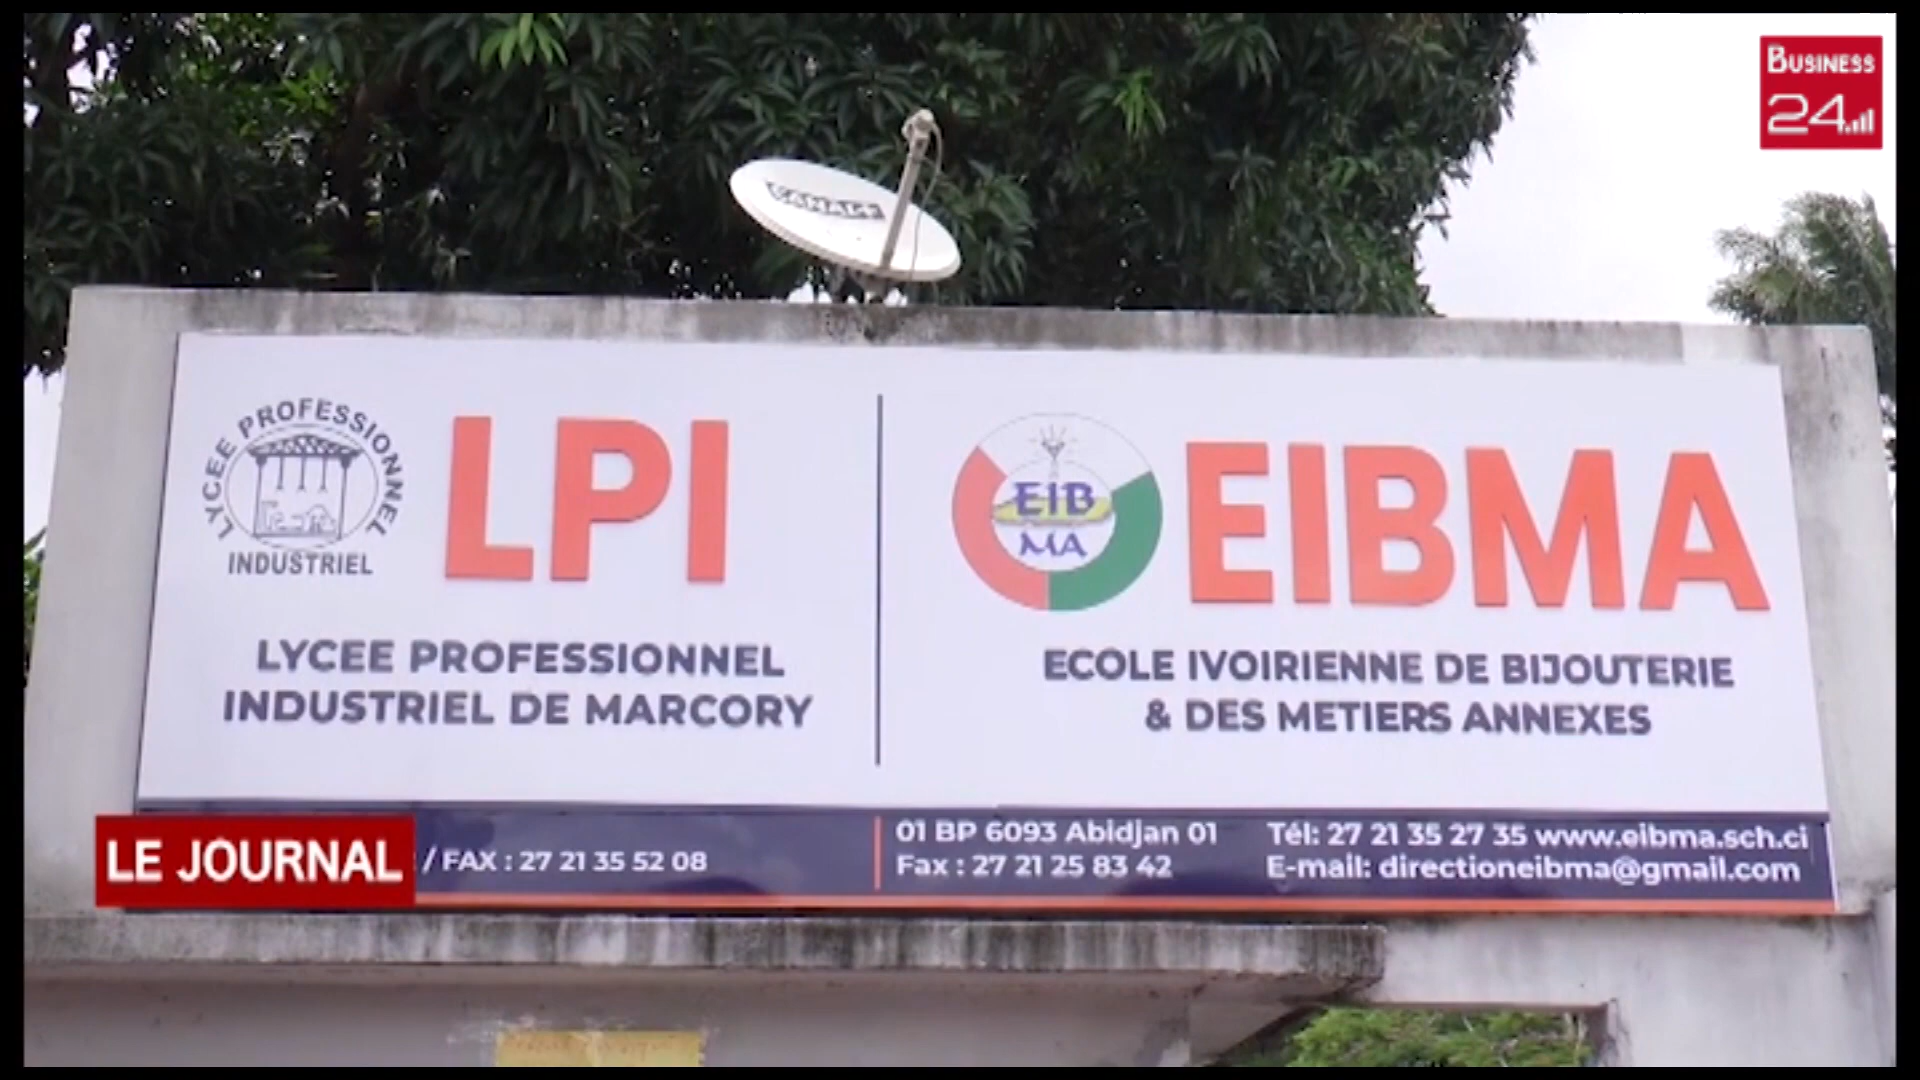 BUSINESS
24
LYCEE PROFESSIONNEL
INDUSTRIEL
LPI
LYCEE PROFESSIONNEL
INDUSTRIEL DE MARCORY
EIB
MA
EIBMA
ECOLE IVOIRIENNE DE BIJOUTERIE
& DES METIERS ANNEXES
LE JOURNAL
/ FAX : 27 21 35 52 08
01 BP 6093 Abidjan 01
Fax : 27 21 25 83 42
Tél: 27 21 35 27 35 www.eibma.sch.ci
E-mail: directioneibma@gmail.com